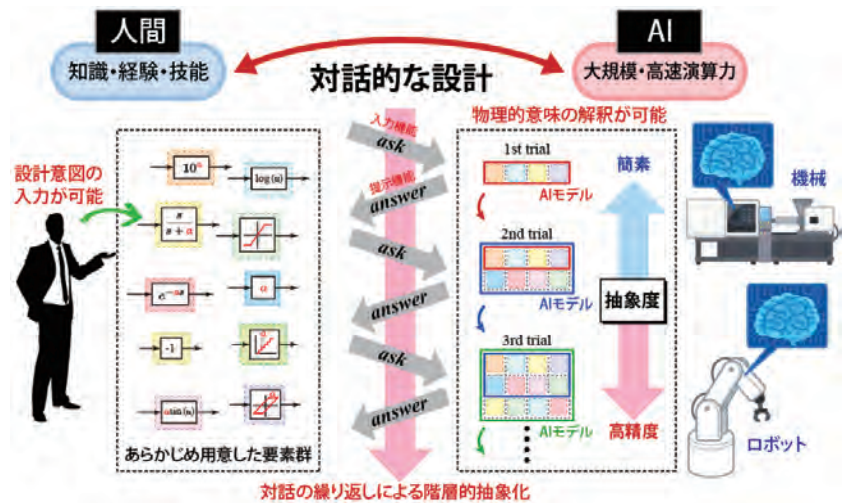 人間
AI
知識・経験・技能
大規模・高速演算力
対話的な設計
物理的意味の解釈が可能
入力機能
ask
設計意図の
入力が可能
10^α
log(u)
提示機能
answer
1st trial
AIモデル
簡素
機械
s
s + α
ask
2nd trial
AIモデル
抽象度
e^-αs
α
answer
-1
ask
3rd trial
αsin(u)
answer
AIモデル
高精度
ロボット
あらかじめ用意した要素群
対話の繰り返しによる階層的抽象化